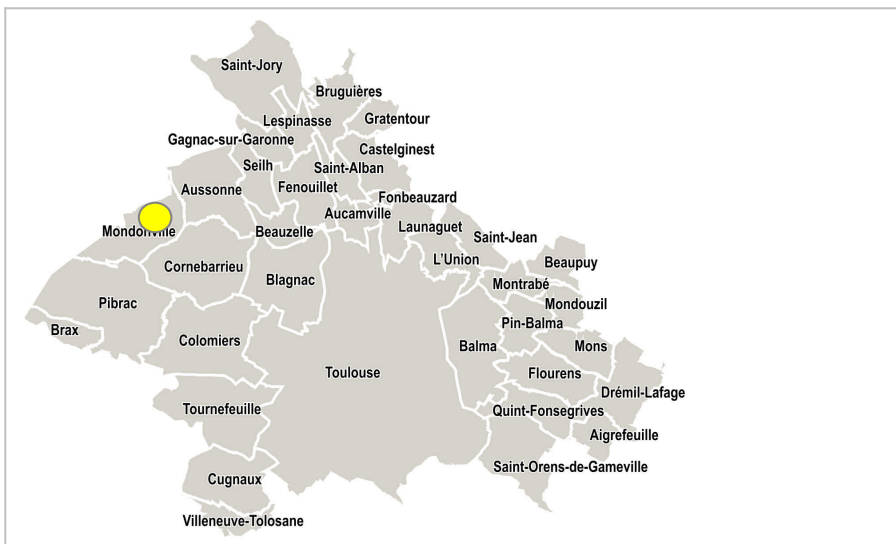 Saint-Jory
Bruguières
Lespinasse
Gratentour
Gagnac-sur-Garonne
Castelginest
Seilh
Saint-Alban
Aussonne
Fenouillet
Fonbeauzard
Aucamville
Launaguet
Mondonville
Beauzelle
Saint-Jean
L'Union
Beaupuy
Cornebarrieu
Blagnac
Montrabé
Pibrac
Mondouzil
Pin-Balma
Brax
Colomiers
Balma
Mons
Toulouse
Flourens
Drémil-Lafage
Tournefeuille
Quint-Fonsegrives
Aigrefeuille
Saint-Orens-de-Gameville
Cugnaux
Villeneuve-Tolosane